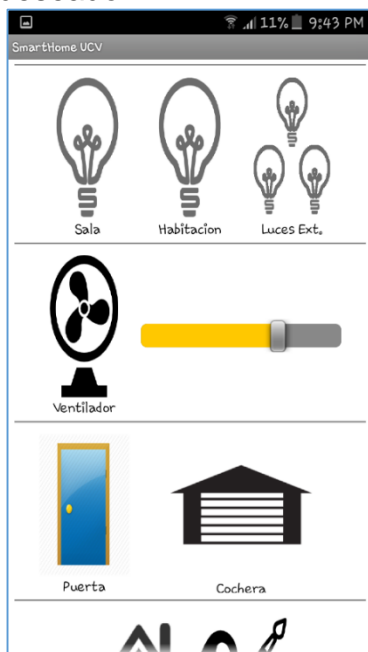 11% 9:43 PM
SmartHome UCV
Sala Habitacion Luces Ext.
Ventilador
Puerta Cochera